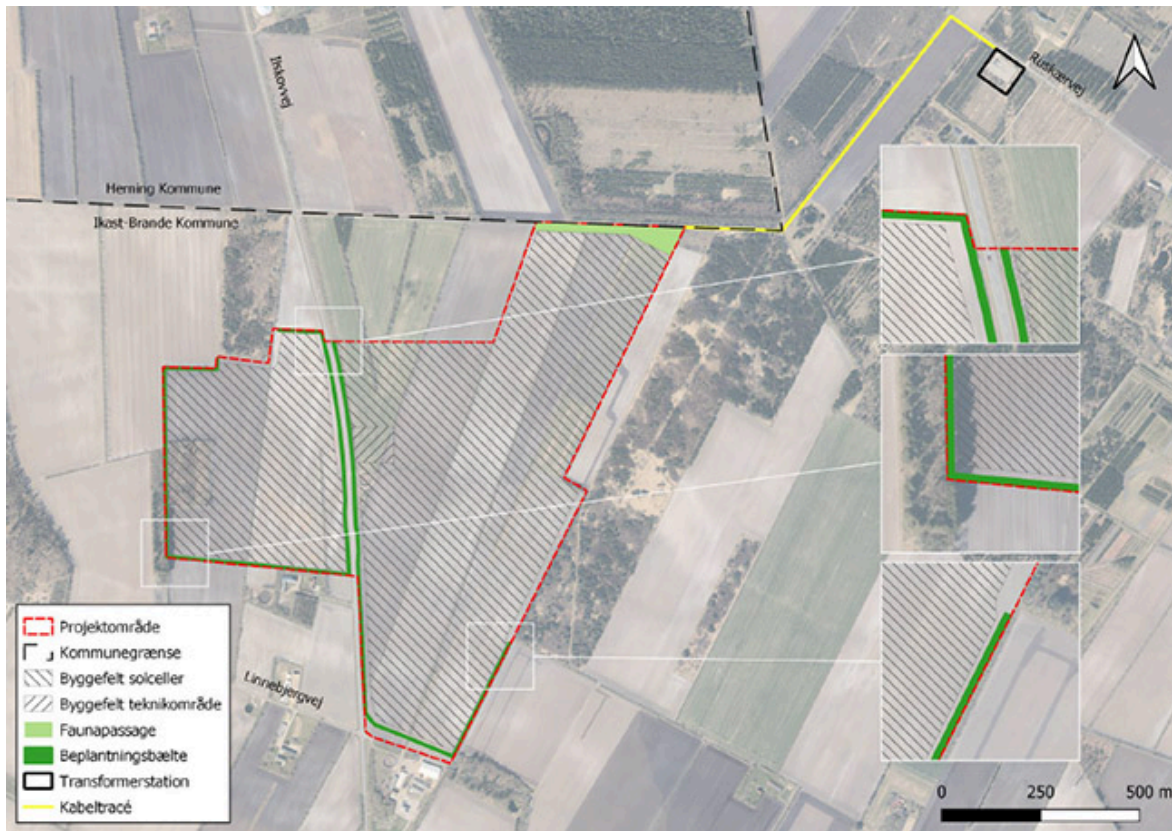 Ilskovvej
Ruskærvej
Herning Kommune
Ikast-Brande Kommune
Linnebjergvej
Projektområde
Kommunegrænse
Byggefelt solceller
Byggefelt teknikområde
Faunapassage
Beplantningsbælte
Transformerstation
Kabeltracé
0 250 500 m